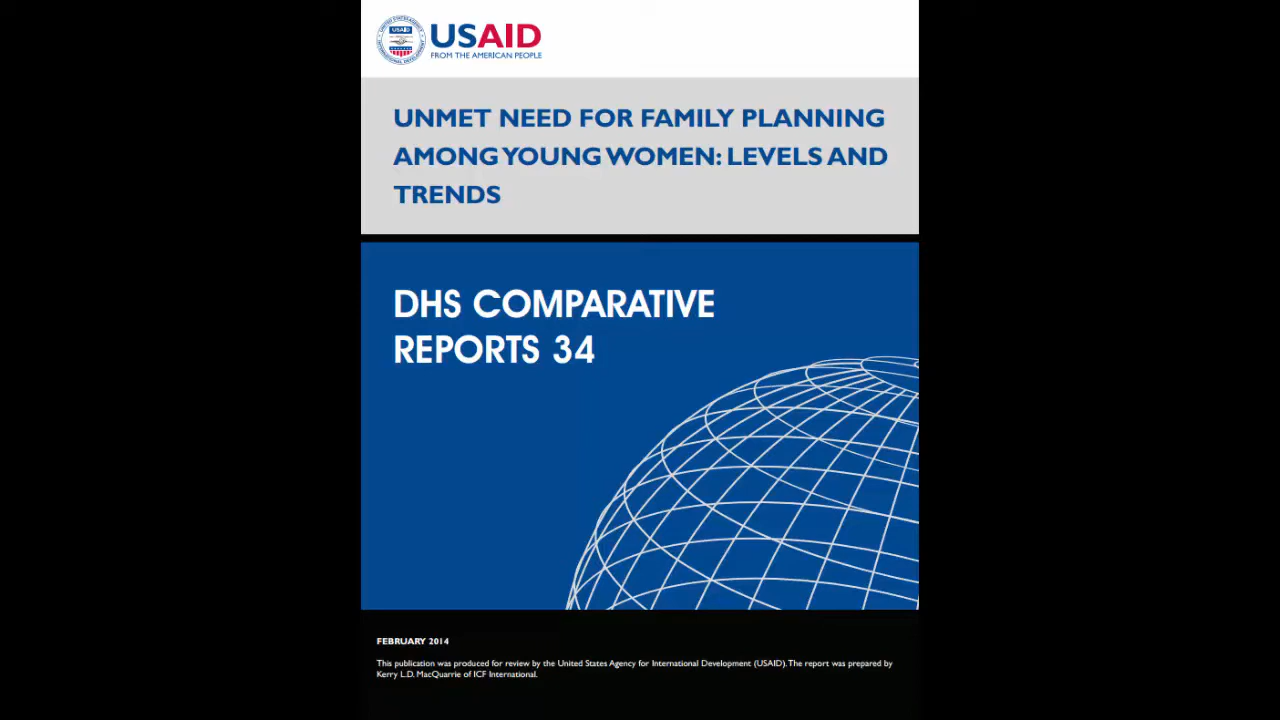 USAID
FROM THE AMERICAN PEOPLE
UNMET NEED FOR FAMILY PLANNING
AMONG YOUNG WOMEN: LEVELS AND
TRENDS
DHS COMPARATIVE
REPORTS 34
FEBRUARY 2014
This publication was produced for review by the United States Agency for International Development (USAID). The report was prepared by
Kerry L.D. MacQuarrie of ICF International.